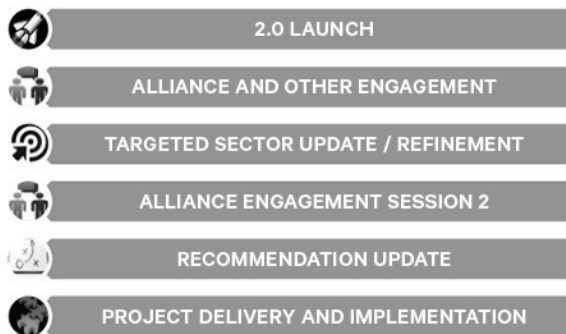 2.0 LAUNCH
ALLIANCE AND OTHER ENGAGEMENT
TARGETED SECTOR UPDATE / REFINEMENT
ALLIANCE ENGAGEMENT SESSION 2
RECOMMENDATION UPDATE
PROJECT DELIVERY AND IMPLEMENTATION